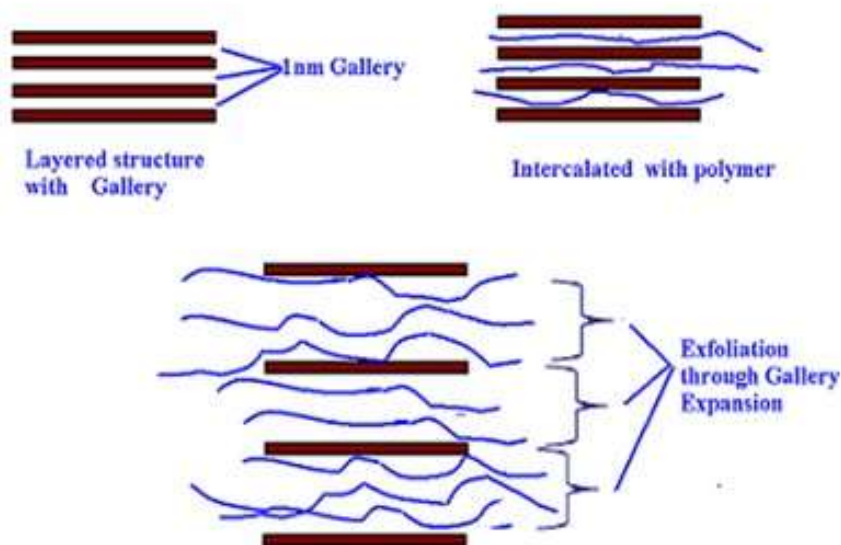 1nm Gallery
Layered structure
with Gallery
Intercalated with polymer
Exfoliation
through Gallery
Expansion